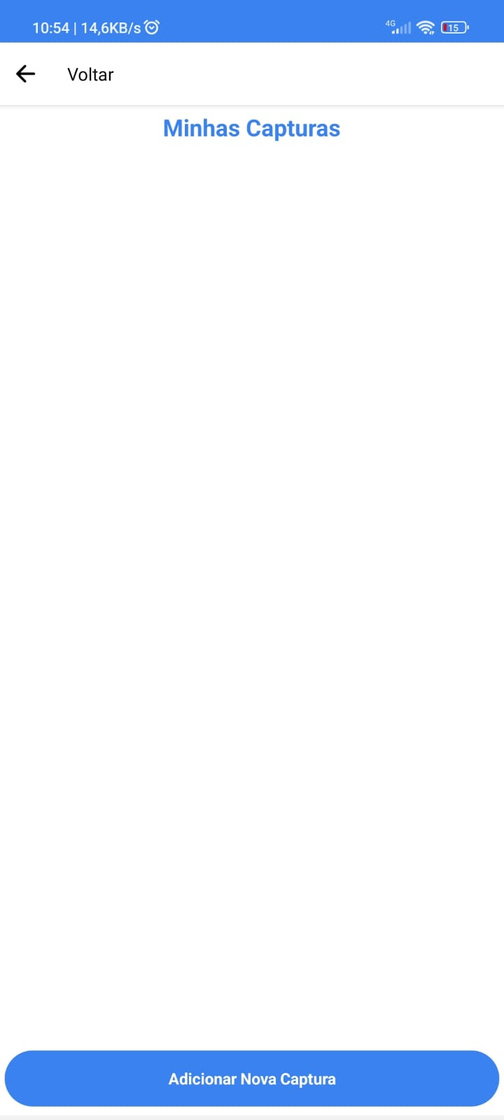 10:54 | 14,6KB/s
4G
15
Voltar
Minhas Capturas
Adicionar Nova Captura